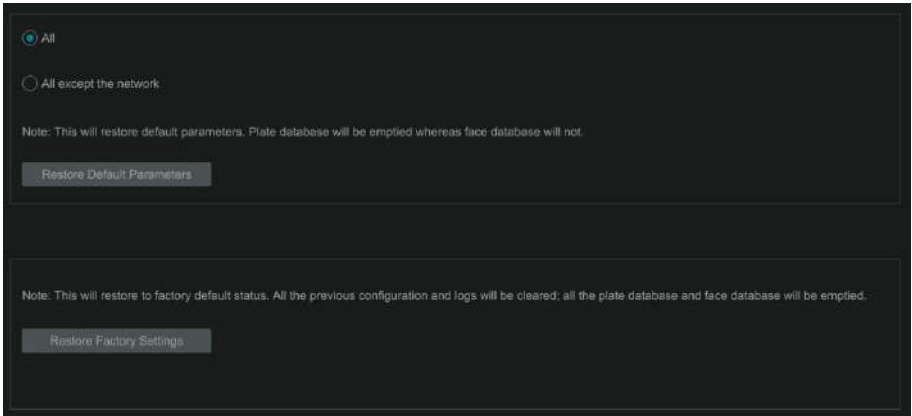 All
All except the network
Note: This will restore default parameters. Plate database will be emptied whereas face database will not.
Restore Default Parameters
Note: This will restore to factory default status. All the previous configuration and logs will be cleared; all the plate database and face database will be emptied.
Restore Factory Settings